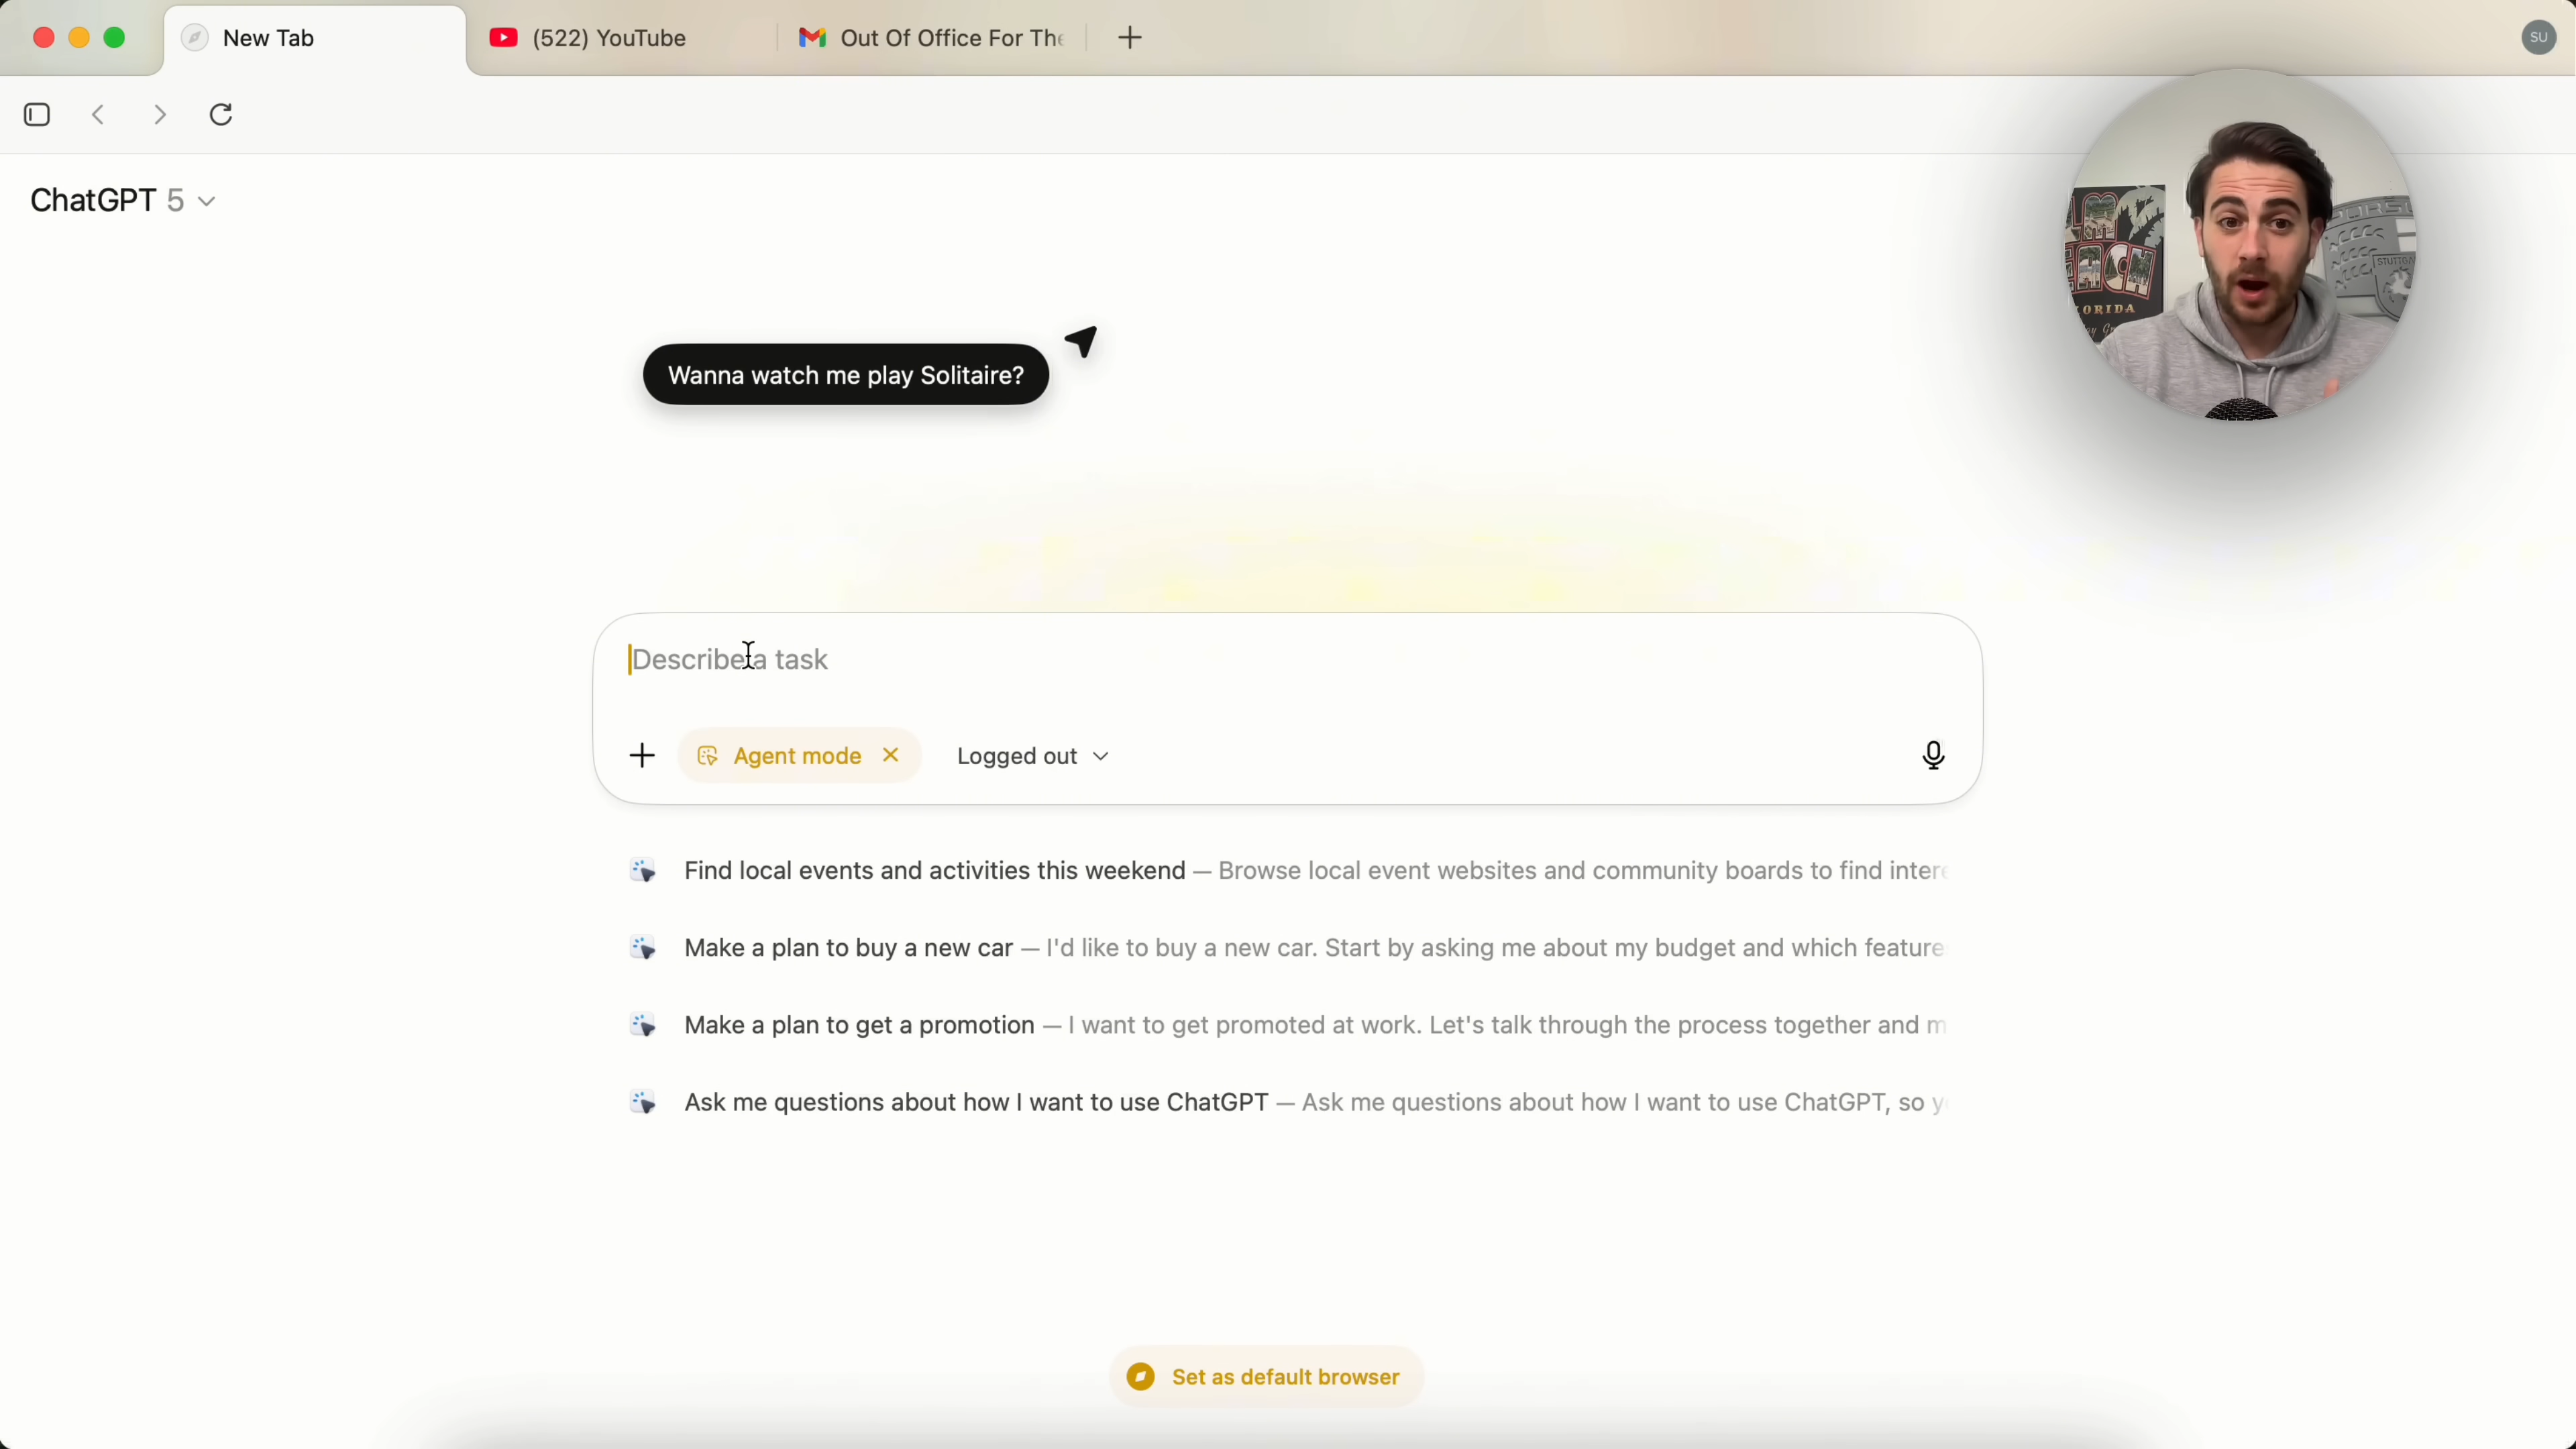 New Tab
(522) YouTube
Out Of Office For The
SU
ChatGPT 5
Wanna watch me play Solitaire?
FLORIDA
STUTTG
Describe a task
Agent mode
Logged out
Find local events and activities this weekend — Browse local event websites and community boards to find intere
Make a plan to buy a new car — I'd like to buy a new car. Start by asking me about my budget and which feature
Make a plan to get a promotion — I want to get promoted at work. Let's talk through the process together and m
Ask me questions about how I want to use ChatGPT — Ask me questions about how I want to use ChatGPT, so y
Set as default browser